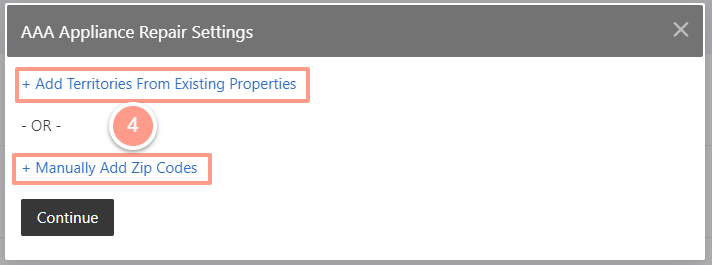 AAA Appliance Repair Settings
+ Add Territories From Existing Properties
- OR -
4
+ Manually Add Zip Codes
Continue